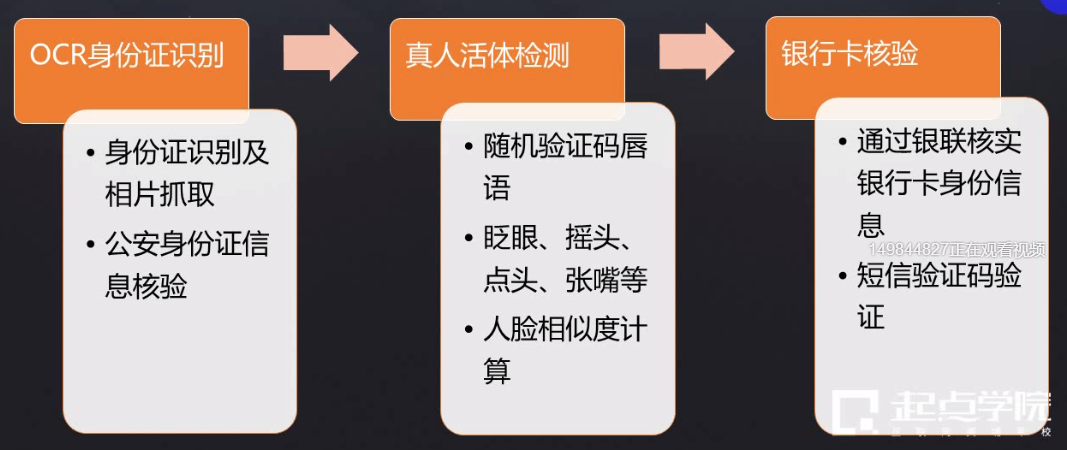 OCR身份证识别
• 身份证识别及
相片抓取
• 公安身份证信
息核验
真人活体检测
• 随机验证码唇
语
• 眨眼、摇头、
点头、张嘴等
• 人脸相似度计
算
银行卡核验
• 通过银联核实
银行卡身份信
息
149844827正在观看视频
• 短信验证码验
证
起点学院